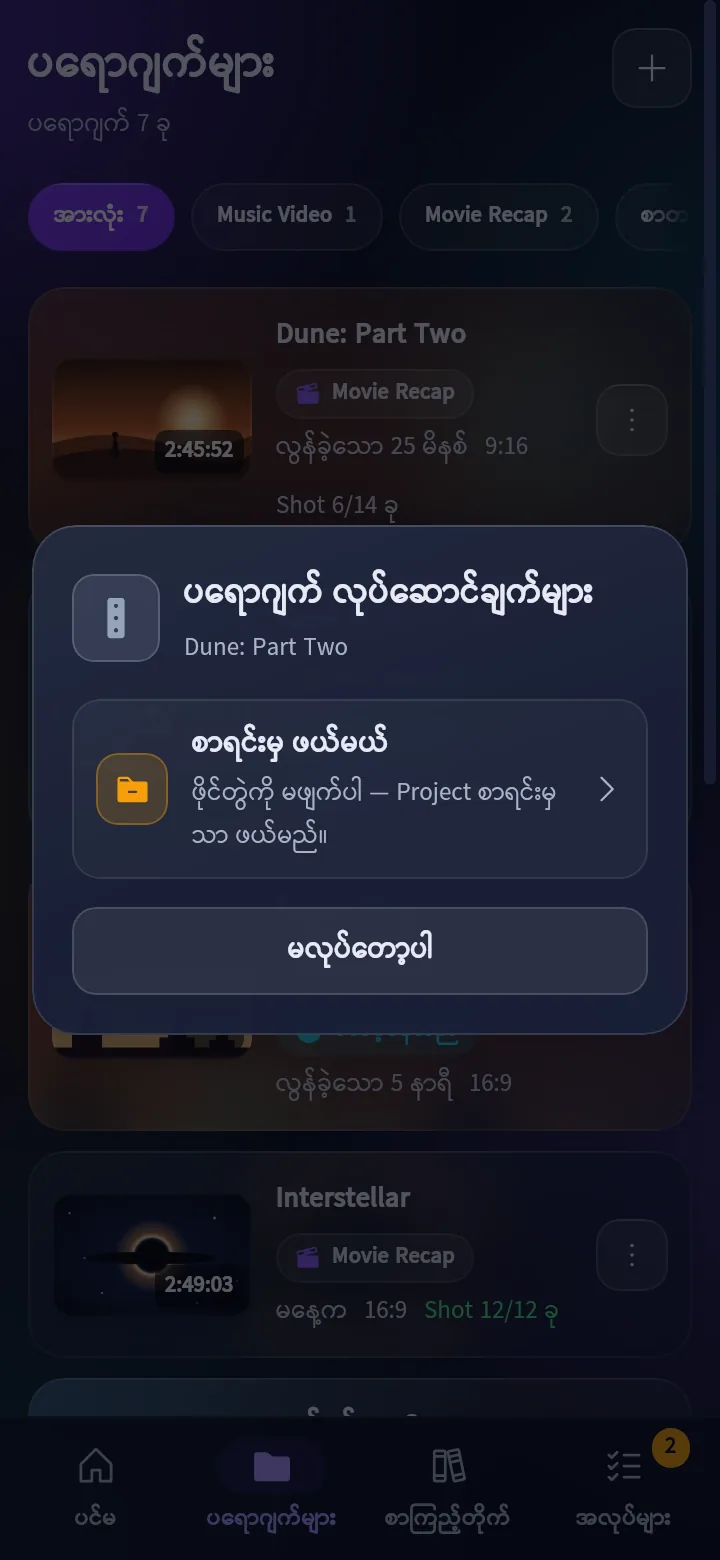 ပရောဂျက်များ
ပရောဂျက် 7 ခု
အားလုံး 7
Music Video 1
Movie Recap 2
Dune: Part Two
Movie Recap
2:45:52
လွန်ခဲ့သော 25 မိနစ် 9:16
Shot 6/14 ခု
ပရောဂျက် လုပ်ဆောင်ချက်များ
Dune: Part Two
စာရင်းမှ ဖယ်မယ်
ဖိုင်တွဲကို မဖျက်ပါ — Project စာရင်းမှ
သာ ဖယ်မည်။
မလုပ်တော့ပါ
လွန်ခဲ့သော 5 နာရီ 16:9
Interstellar
Movie Recap
2:49:03
မနေ့က 16:9 Shot 12/12 ခု
2
ပင်မ
ပရောဂျက်များ
စာကြည့်တိုက်
အလုပ်များ